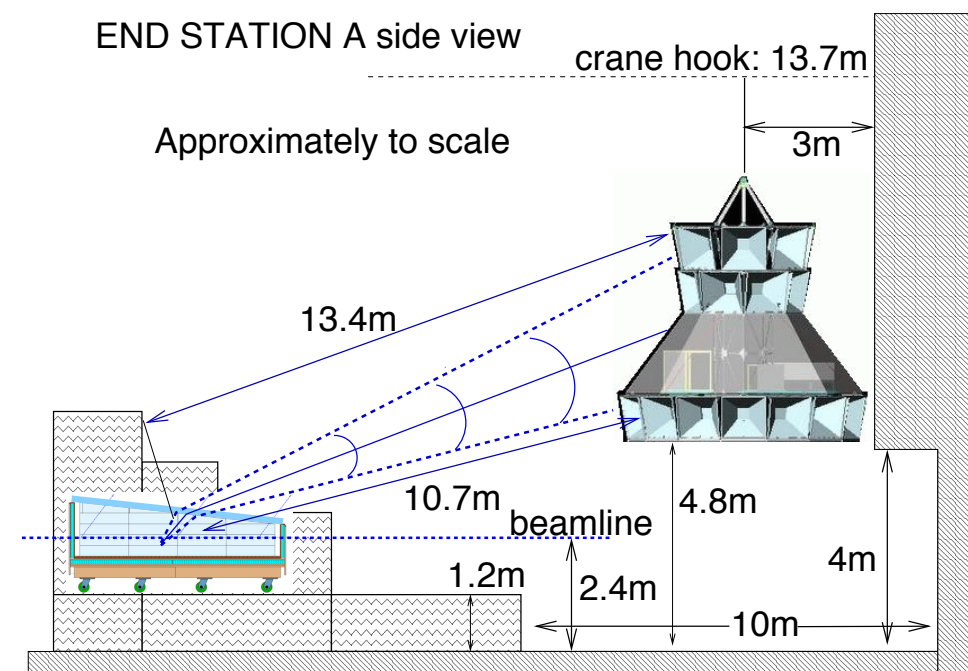 END STATION A side view
crane hook: 13.7m
Approximately to scale
3m
13.4m
10.7m
4.8m
beamline
4m
1.2m
2.4m
10m